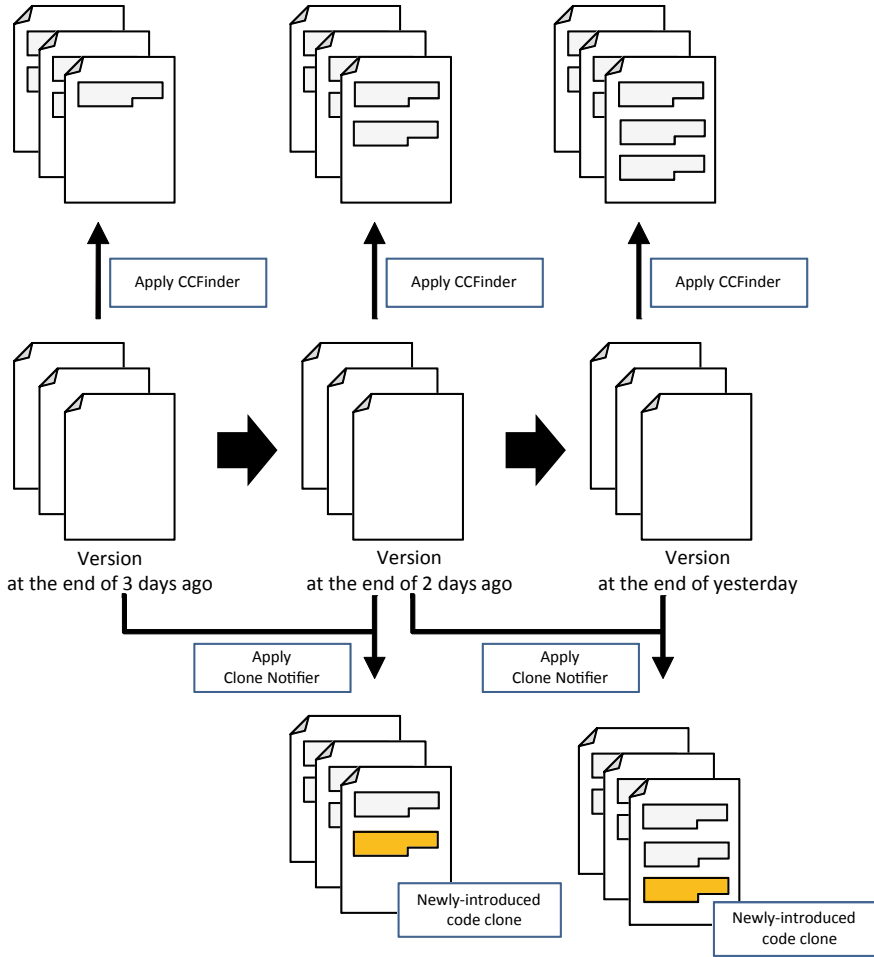 Apply CCFinder
Apply CCFinder
Apply CCFinder
Version
at the end of 3 days ago
Version
at the end of 2 days ago
Version
at the end of yesterday
Apply
Clone Notifier
Apply
Clone Notifier
Newly-introduced
code clone
Newly-introduced
code clone